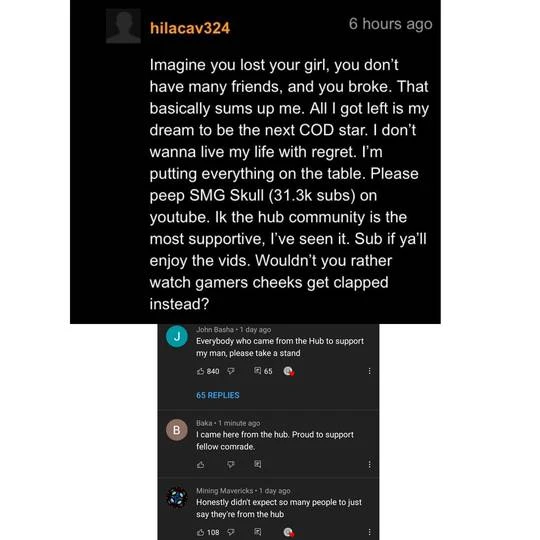 hilacav324
6 hours ago
Imagine you lost your girl, you don't
have many friends, and you broke. That
basically sums up me. All I got left is my
dream to be the next COD star. I don't
wanna live my life with regret. I'm
putting everything on the table. Please
peep SMG Skull (31.3k subs) on
youtube. Ik the hub community is the
most supportive, I've seen it. Sub if ya'll
enjoy the vids. Wouldn't you rather
watch gamers cheeks get clapped
instead?
J
John Basha • 1 day ago
Everybody who came from the Hub to support
my man, please take a stand
840 65
65 REPLIES
B
Baka • 1 minute ago
I came here from the hub. Proud to support
fellow comrade.
Mining Mavericks • 1 day ago
Honestly didn't expect so many people to just
say they're from the hub
108